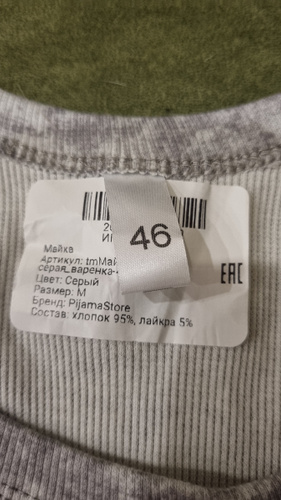 46
Майка
Артикул: tmМай
серая_варенка-
Цвет: Серый
Размер: M
Бренд: PijamaStore
Состав: хлопок 95%, лайкра 5%
EAC